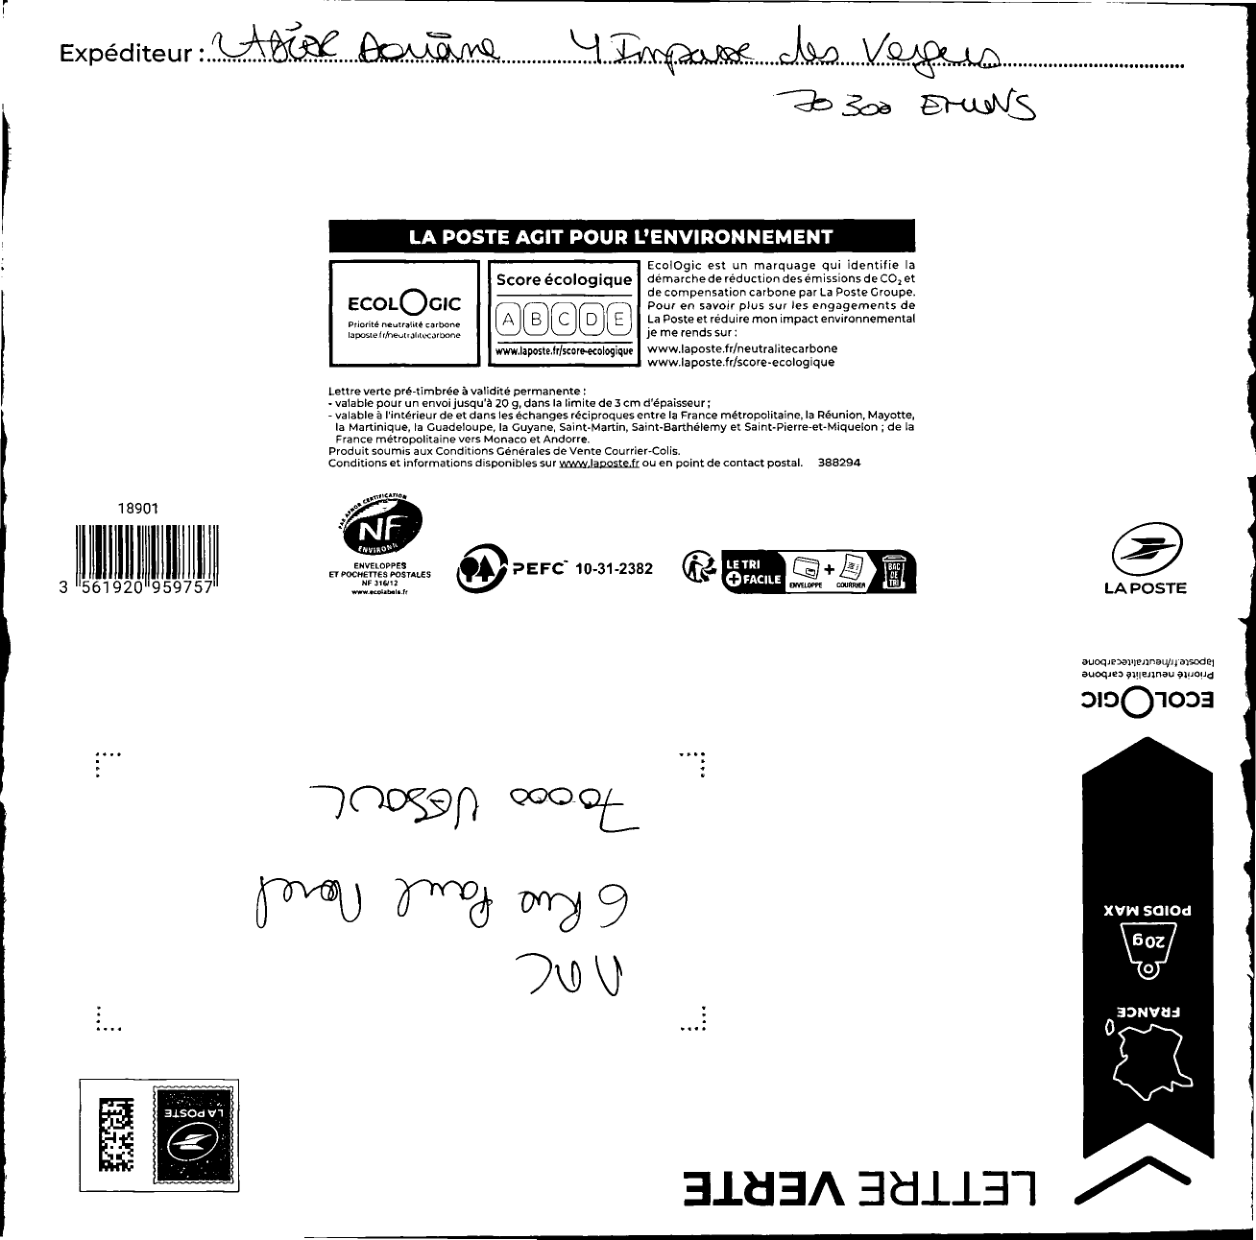 Expéditeur : Doriane 4 Impasse des Vergers
70300
LA POSTE AGIT POUR L'ENVIRONNEMENT
ECOLOGIC
Priorité neutralité carbone
laposte.fr/neutralitecarbone
Score écologique
A B C D E
www.laposte.fr/score-ecologique
EcolOgic est un marquage qui identifie la
démarche de réduction des émissions de CO₂ et
de compensation carbone par La Poste Groupe.
Pour en savoir plus sur les engagements de
La Poste et réduire mon impact environnemental
je me rends sur :
www.laposte.fr/neutralitecarbone
www.laposte.fr/score-ecologique
Lettre verte pré-timbrée à validité permanente :
- valable pour un envoi jusqu'à 20 g, dans la limite de 3 cm d'épaisseur ;
- valable à l'intérieur de et dans les échanges réciproques entre la France métropolitaine, la Réunion, Mayotte,
la Martinique, la Guadeloupe, la Guyane, Saint-Martin, Saint-Barthélemy et Saint-Pierre-et-Miquelon ; de la
France métropolitaine vers Monaco et Andorre.
Produit soumis aux Conditions Générales de Vente Courrier-Colis.
Conditions et informations disponibles sur www.laposte.fr ou en point de contact postal. 388294
18901
3 561920 959757
PAR AFNOR CERTIFICATION
NF
ENVIRONN
ENVELOPPES
ET POCHETTES POSTALES
NF 316/12
www.ecolabels.fr
PEFC 10-31-2382
LE TRI
+ FACILE
ENVELOPPE
+
COURRIER
BAC
DE
TRI
LA POSTE
LETTRE VERTE
LA POSTE
FRANCE
20g
POIDS MAX
ECOLOGIC
Priorité neutralité carbone
laposte.fr/neutralitecarbone
6 Rue Paul Morel
70000 VESOUL